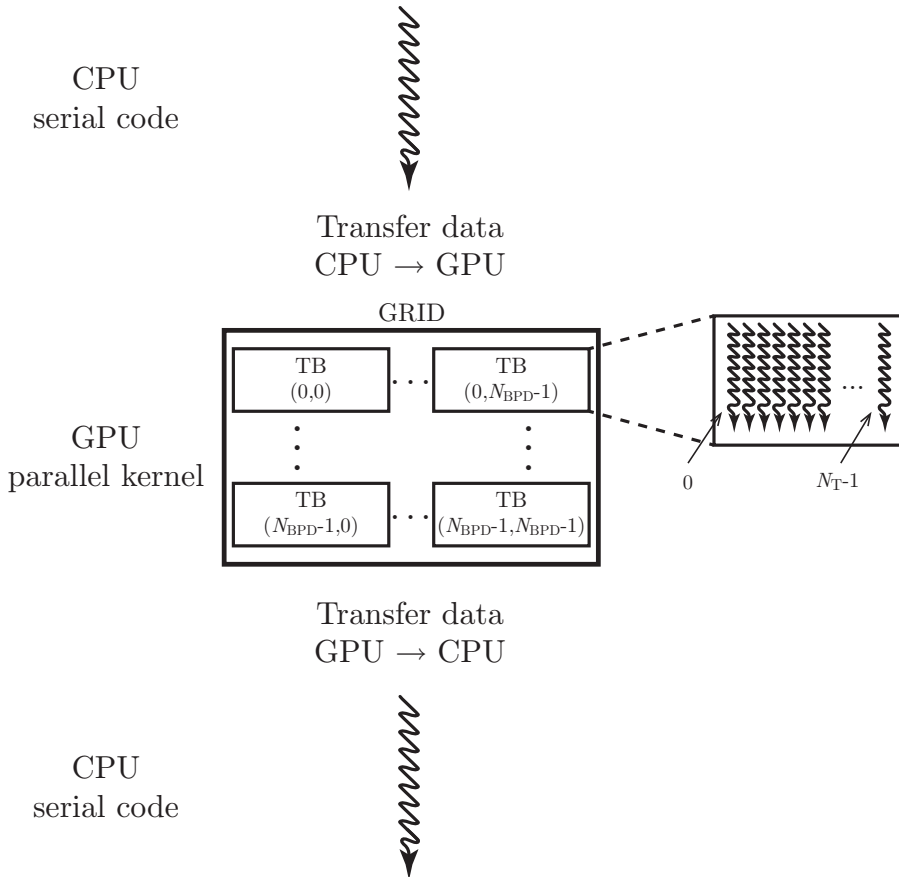 CPU
serial code
Transfer data
CPU → GPU
GRID
TB
(0,0)
...
TB
(0,N_BPD-1)
...
0
N_T-1
GPU
parallel kernel
TB
(N_BPD-1,0)
...
TB
(N_BPD-1,N_BPD-1)
Transfer data
GPU → CPU
CPU
serial code